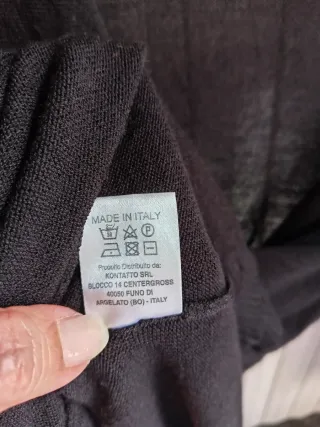 MADE IN ITALY
P
Prodotto Distribuito da:
KONTATTO SRL
BLOCCO 14 CENTERGROSS
40050 FUNO DI
ARGELATO (BO) - ITALY